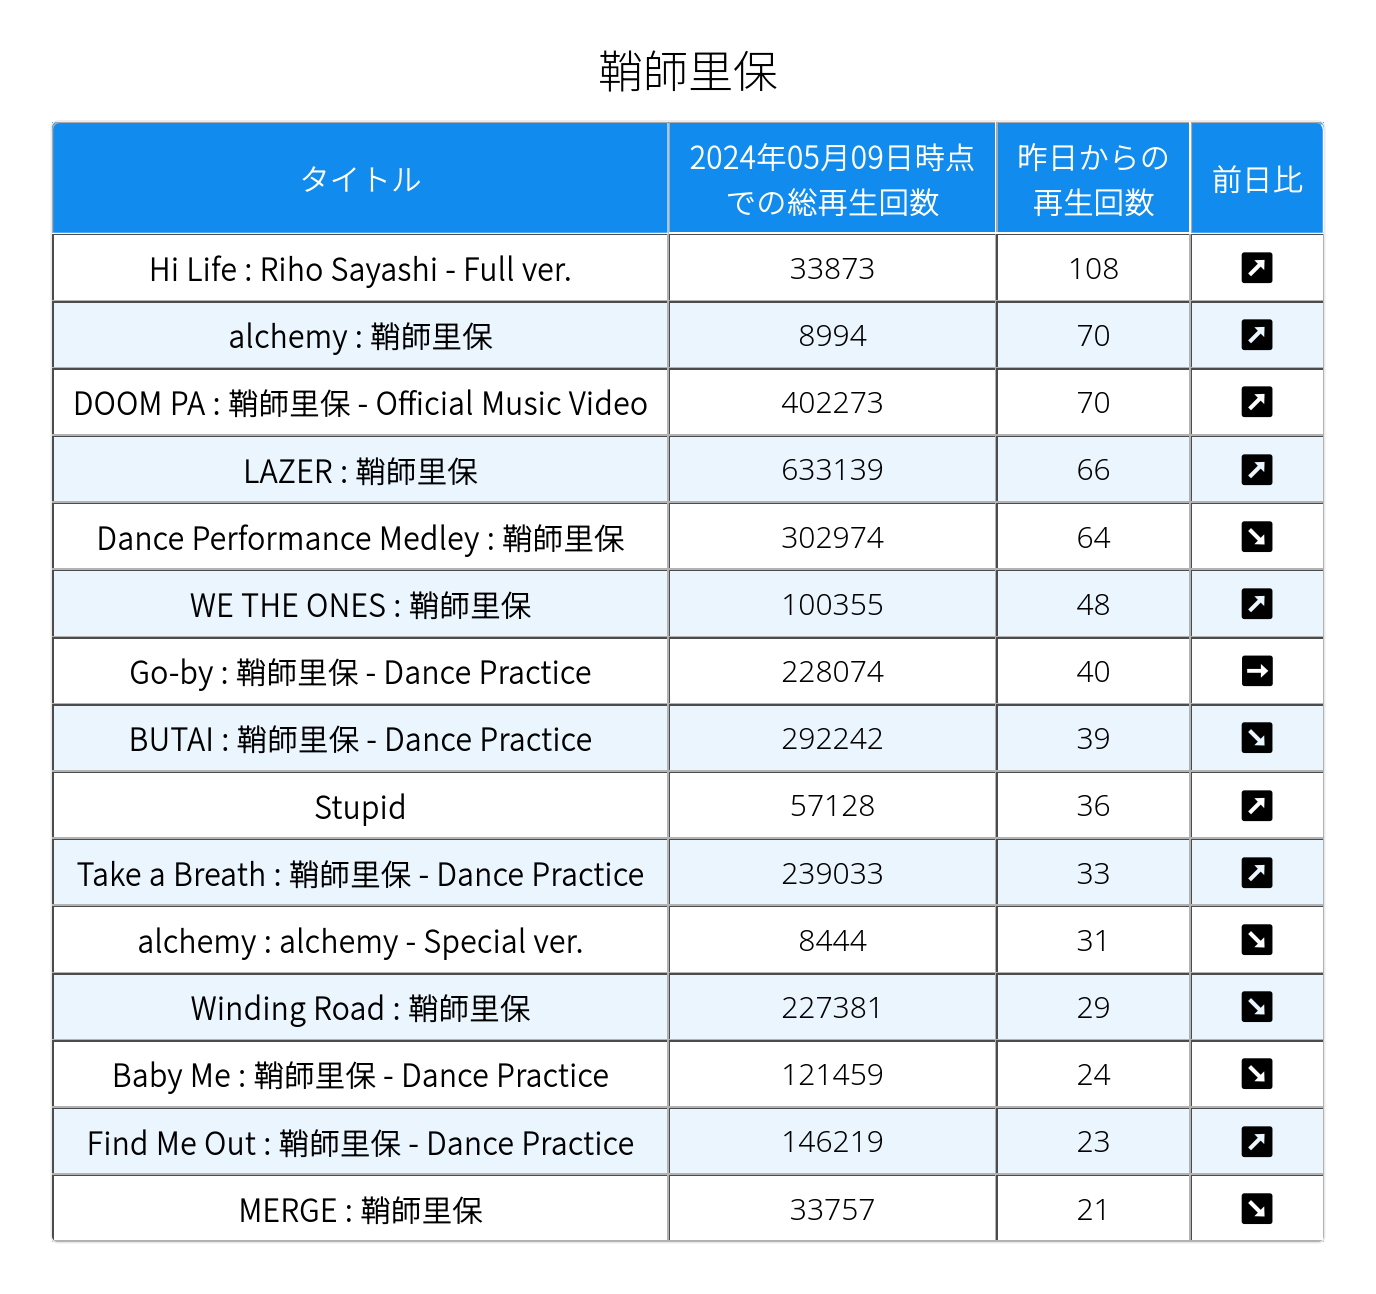 鞘師里保
タイトル
2024年05月09日時点
での総再生回数
昨日からの
再生回数
前日比
Hi Life : Riho Sayashi - Full ver. 33873 108 ↗
alchemy : 鞘師里保 8994 70 ↗
DOOM PA : 鞘師里保 - Official Music Video 402273 70 ↗
LAZER : 鞘師里保 633139 66 ↗
Dance Performance Medley : 鞘師里保 302974 64 ↘
WE THE ONES : 鞘師里保 100355 48 ↗
Go-by : 鞘師里保 - Dance Practice 228074 40 →
BUTAI : 鞘師里保 - Dance Practice 292242 39 ↘
Stupid 57128 36 ↗
Take a Breath : 鞘師里保 - Dance Practice 239033 33 ↗
alchemy : alchemy - Special ver. 8444 31 ↘
Winding Road : 鞘師里保 227381 29 ↘
Baby Me : 鞘師里保 - Dance Practice 121459 24 ↘
Find Me Out : 鞘師里保 - Dance Practice 146219 23 ↗
MERGE : 鞘師里保 33757 21 ↘